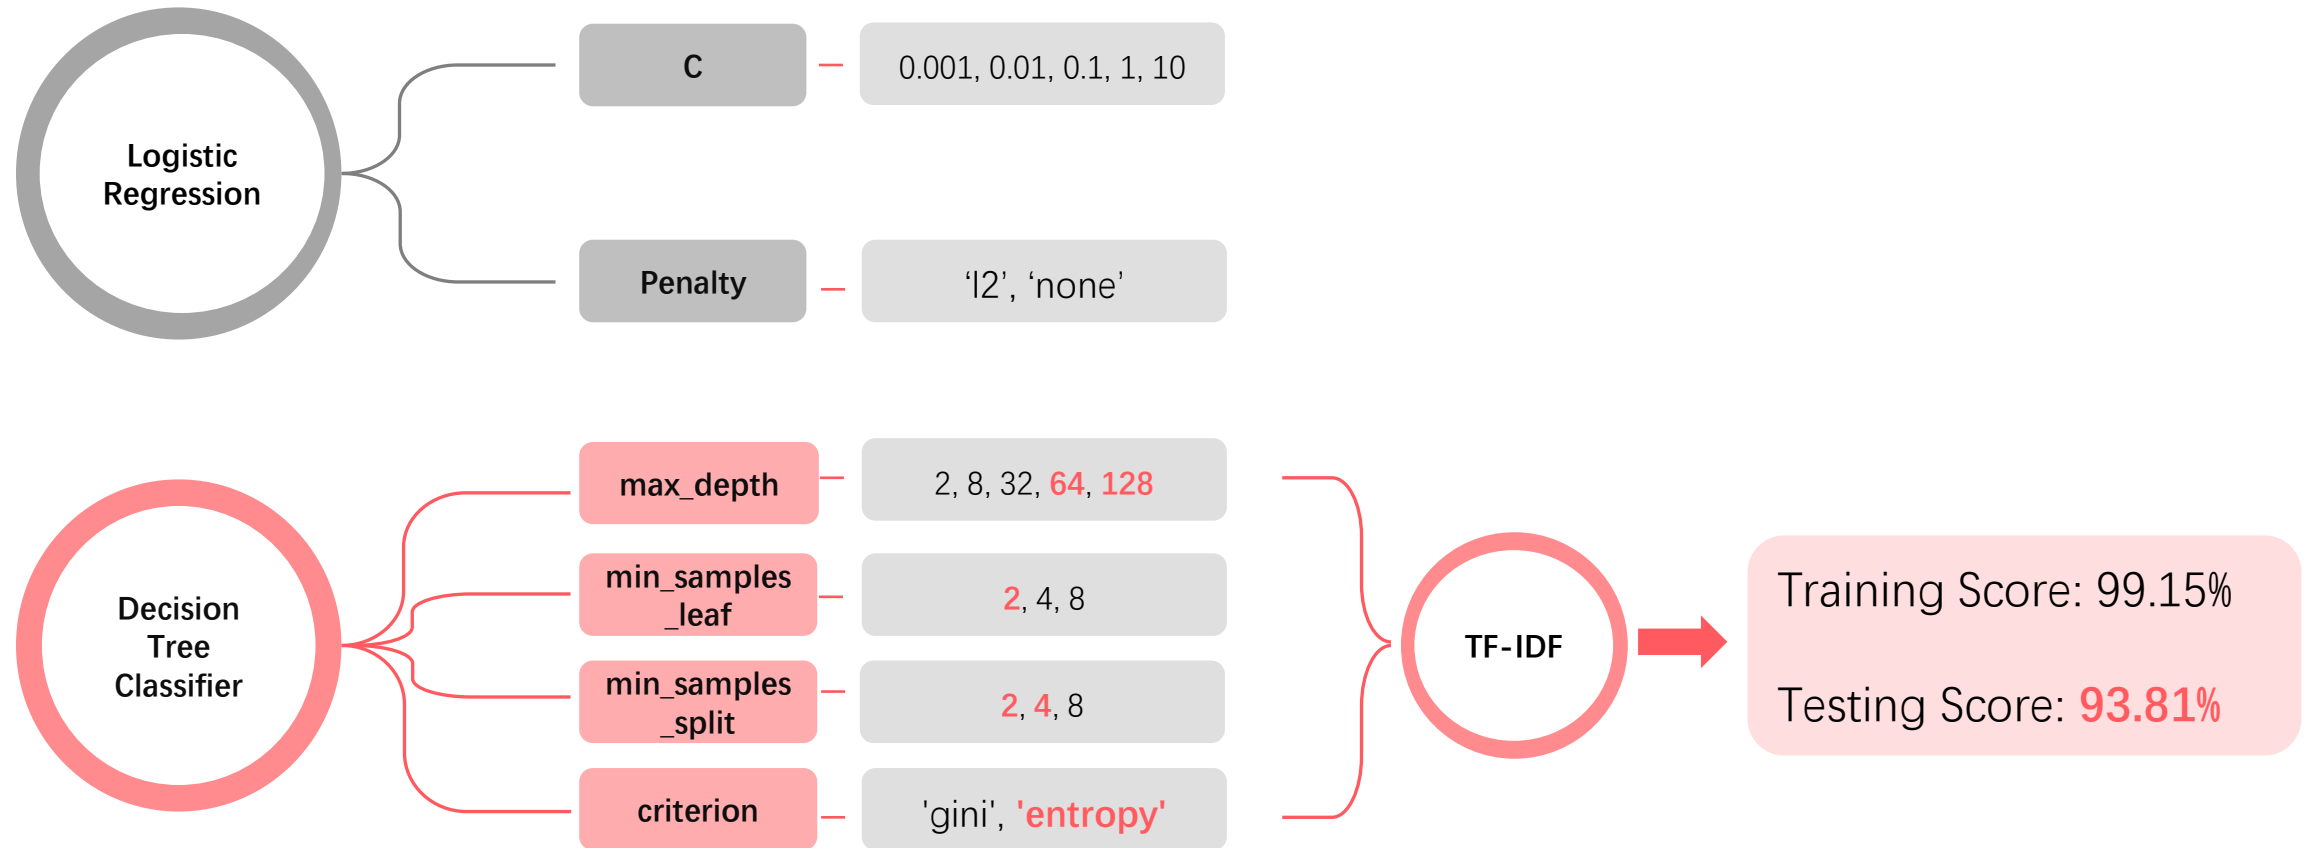 Logistic
Regression
C
0.001, 0.01, 0.1, 1, 10
Penalty
‘l2’, ‘none’
Decision
Tree
Classifier
max_depth
2, 8, 32, 64, 128
min_samples
_leaf
2, 4, 8
min_samples
_split
2, 4, 8
criterion
'gini', 'entropy'
TF-IDF
Training Score: 99.15%
Testing Score: 93.81%